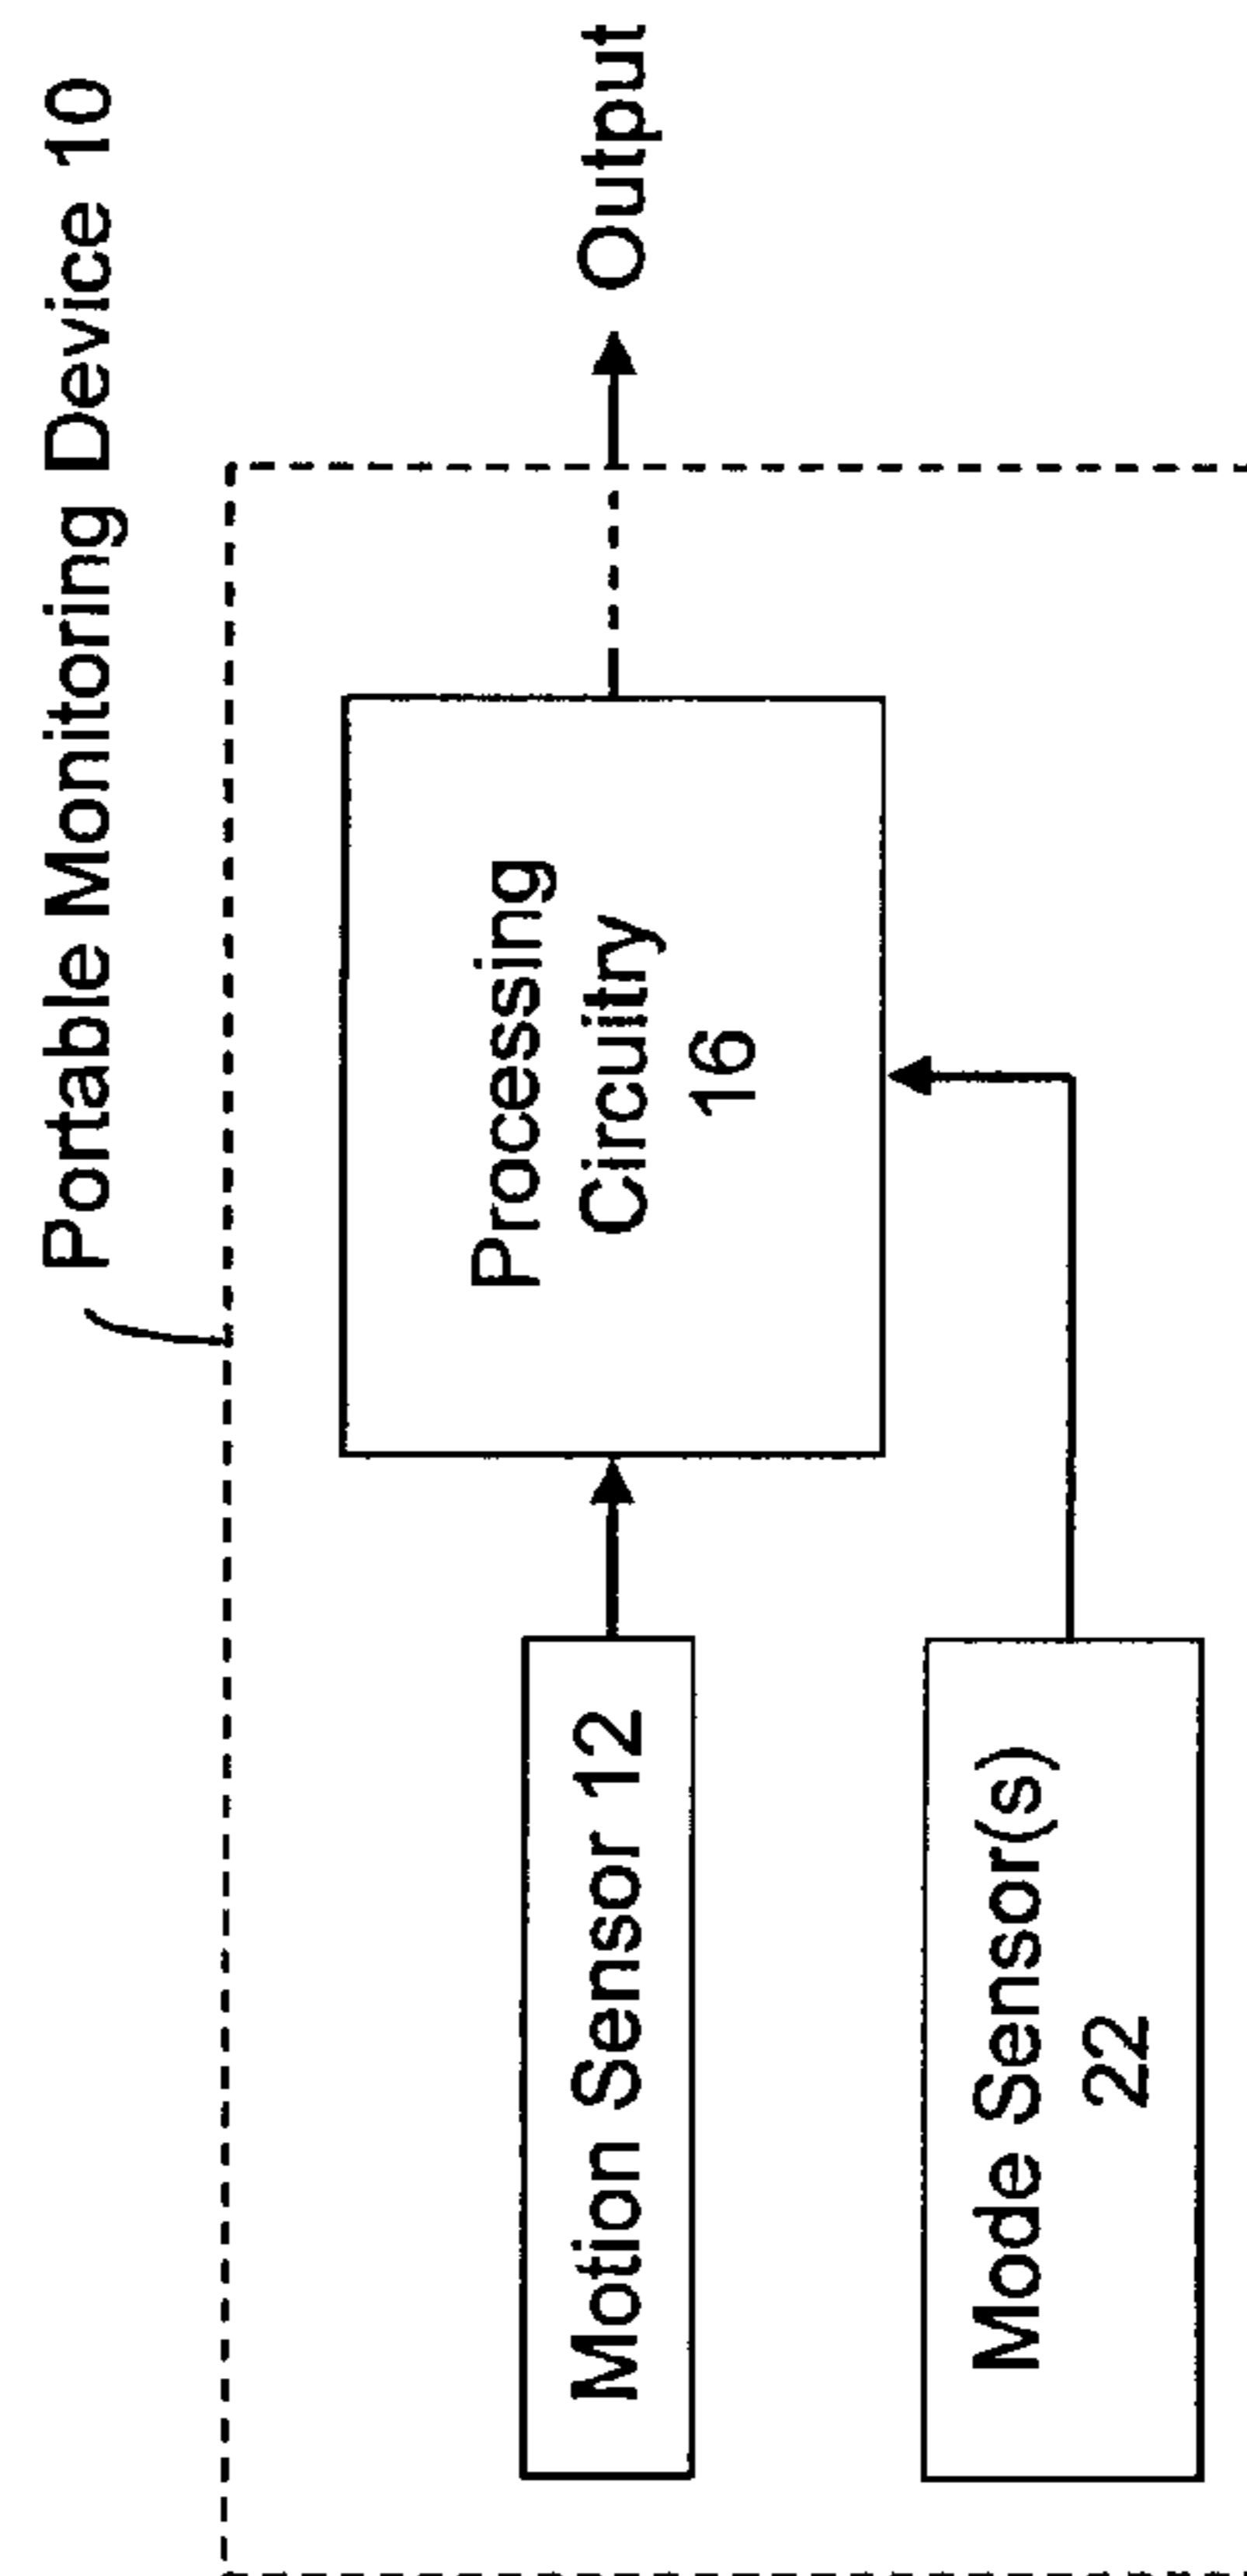 Portable Monitoring Device 10
Motion Sensor 12
Processing
Circuitry
16
Output
Mode Sensor(s)
22